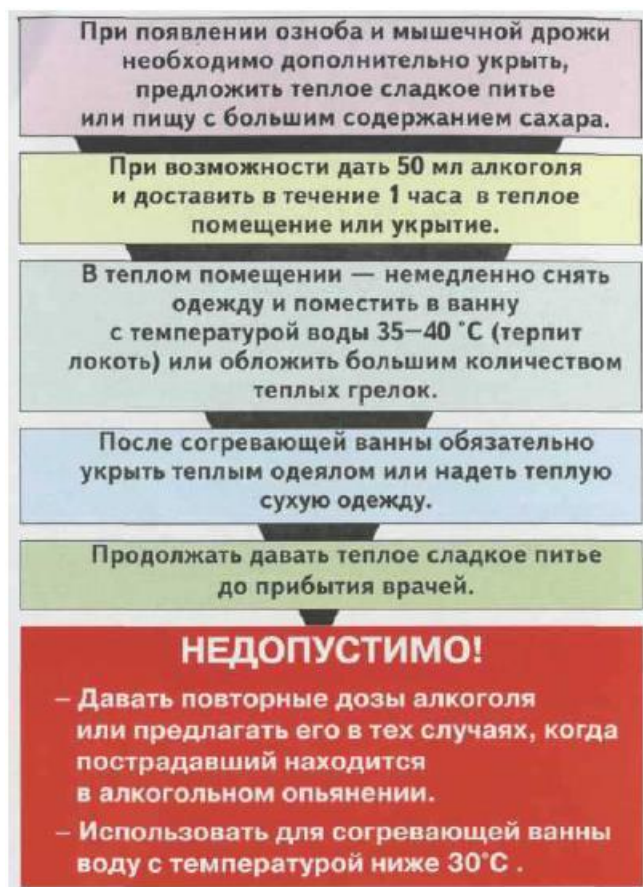 При появлении озноба и мышечной дрожи
необходимо дополнительно укрыть,
предложить теплое сладкое питье
или пищу с большим содержанием сахара.
При возможности дать 50 мл алкоголя
и доставить в течение 1 часа в теплое
помещение или укрытие.
В теплом помещении — немедленно снять
одежду и поместить в ванну
с температурой воды 35—40 °С (терпит
локоть) или обложить большим количеством
теплых грелок.
После согревающей ванны обязательно
укрыть теплым одеялом или надеть теплую
сухую одежду.
Продолжать давать теплое сладкое питье
до прибытия врачей.
НЕДОПУСТИМО!
– Давать повторные дозы алкоголя
или предлагать его в тех случаях, когда
пострадавший находится
в алкогольном опьянении.
– Использовать для согревающей ванны
воду с температурой ниже 30°С .